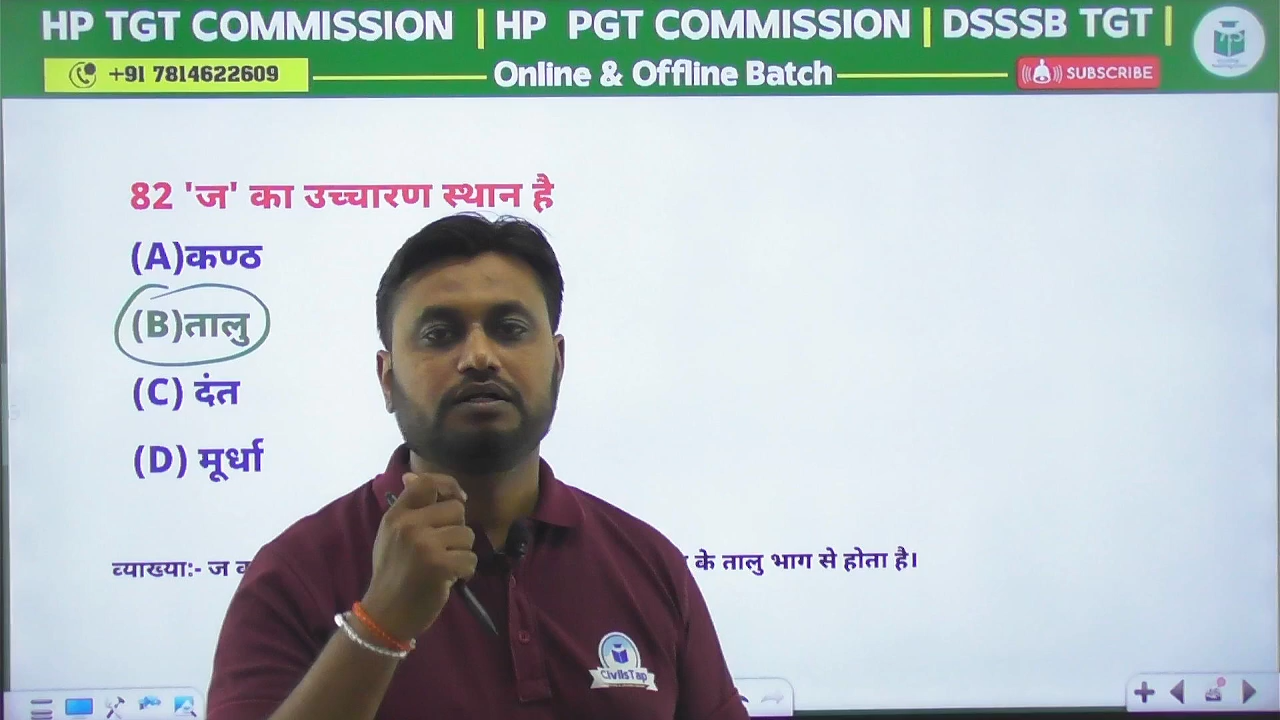 HP TGT COMMISSION | HP PGT COMMISSION | DSSSB TGT |
+91 7814622609
Online & Offline Batch
SUBSCRIBE
82 'ज' का उच्चारण स्थान है
(A)कण्ठ
(B)तालु
(C) दंत
(D) मूर्धा
व्याख्या:- ज के तालु भाग से होता है।
CivilsTap